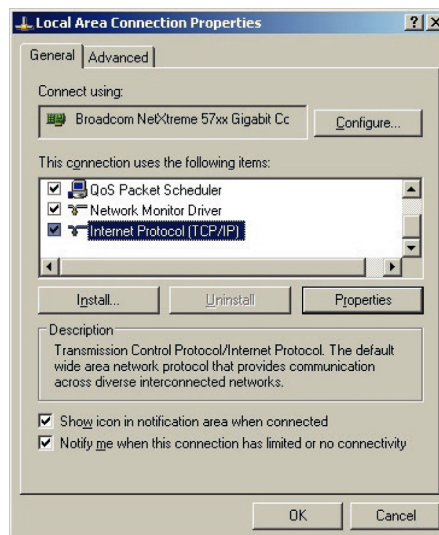 Local Area Connection Properties
General Advanced
Connect using:
Broadcom NetXtreme 57xx Gigabit Cc
Configure...
This connection uses the following items:
QoS Packet Scheduler
Network Monitor Driver
Internet Protocol (TCP/IP)
Install... Uninstall Properties
Description
Transmission Control Protocol/Internet Protocol. The default
wide area network protocol that provides communication
across diverse interconnected networks.
Show icon in notification area when connected
Notify me when this connection has limited or no connectivity
OK Cancel